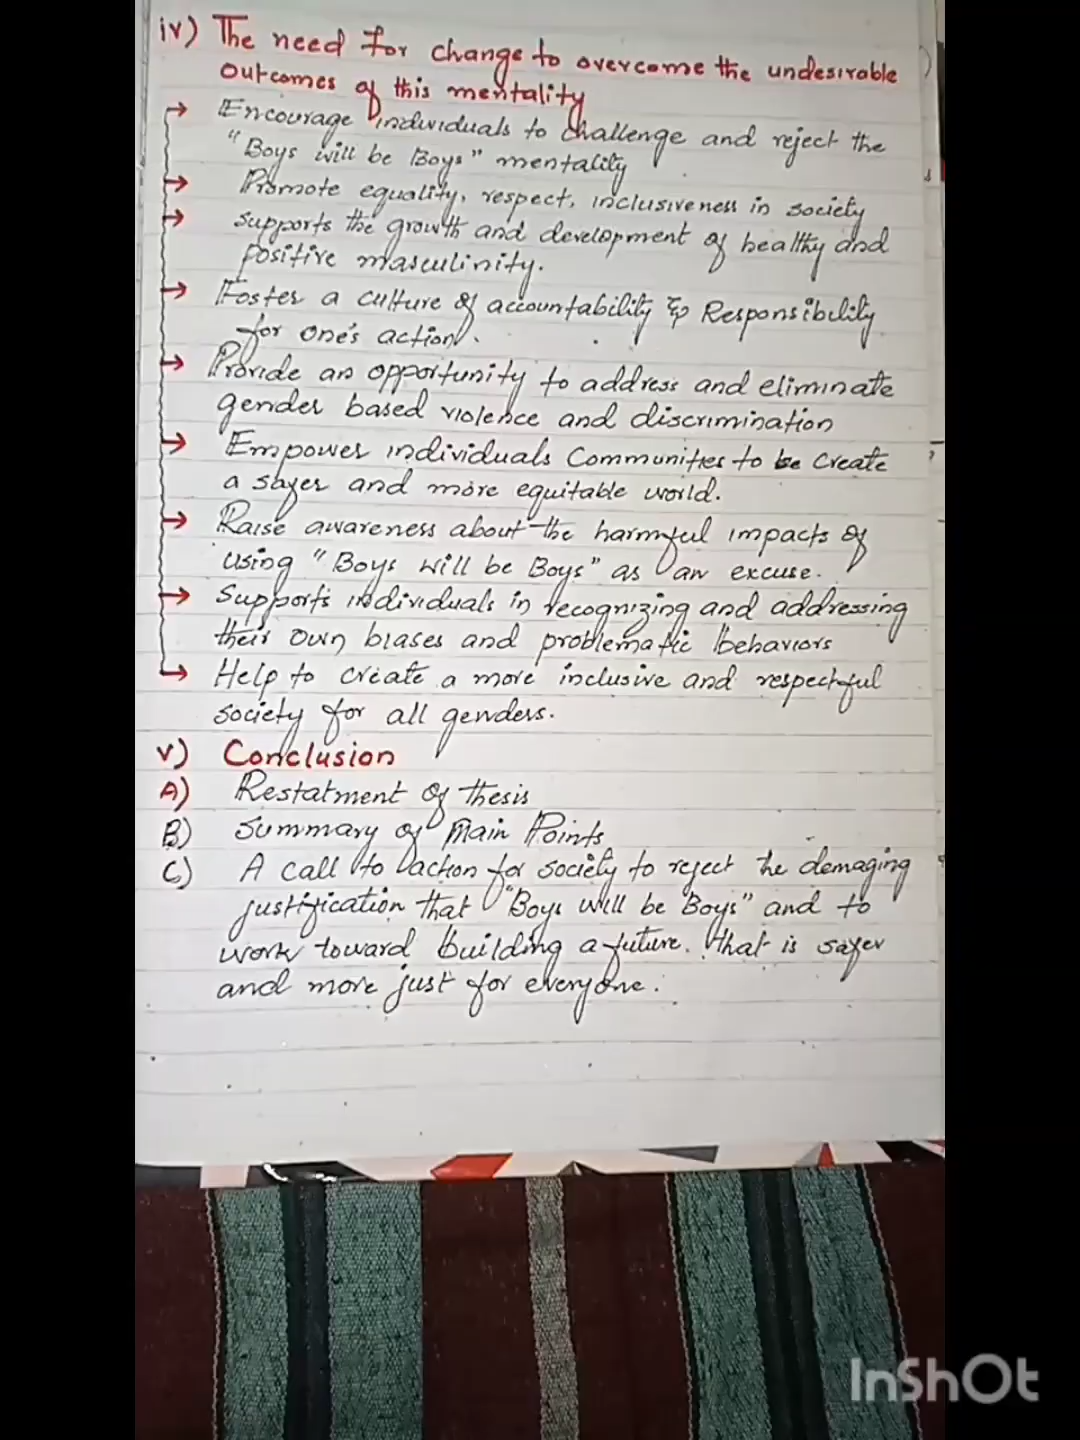 iv) The need for change to overcome the undesirable
outcomes of this mentality
→ Encourage individuals to challenge and reject the
"Boys will be Boys" mentality
→ Promote equality, respect, inclusiveness in society
→ supports the growth and development of healthy and
positive masculinity.
→ Foster a culture of accountability & Responsibility
for one's action.
→ Provide an opportunity to address and eliminate
gender based violence and discrimination
→ Empower individuals Communities to be create
a safer and more equitable world.
→ Raise awareness about the harmful impacts of
using "Boys will be Boys" as an excuse.
→ Supports individuals in recognizing and addressing
their own biases and problematic behaviors
→ Help to create a more inclusive and respectful
society for all genders.
v) Conclusion
A) Restatment of thesis
B) Summary of Main Points
C) A call to action for society to reject the demaging
justification that "Boys will be Boys" and to
work toward building a future. that is safer
and more just for everyone.
InShOt